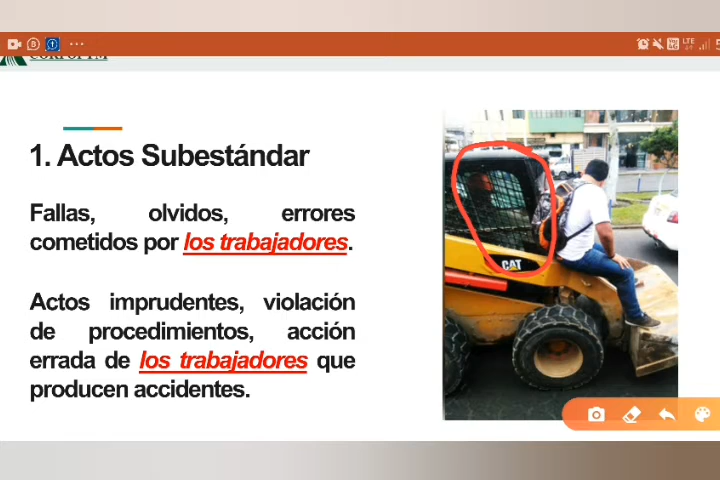 LTE
1. Actos Subestándar
Fallas, olvidos, errores
cometidos por los trabajadores.
Actos imprudentes, violación
de procedimientos, acción
errada de los trabajadores que
producen accidentes.
CAT